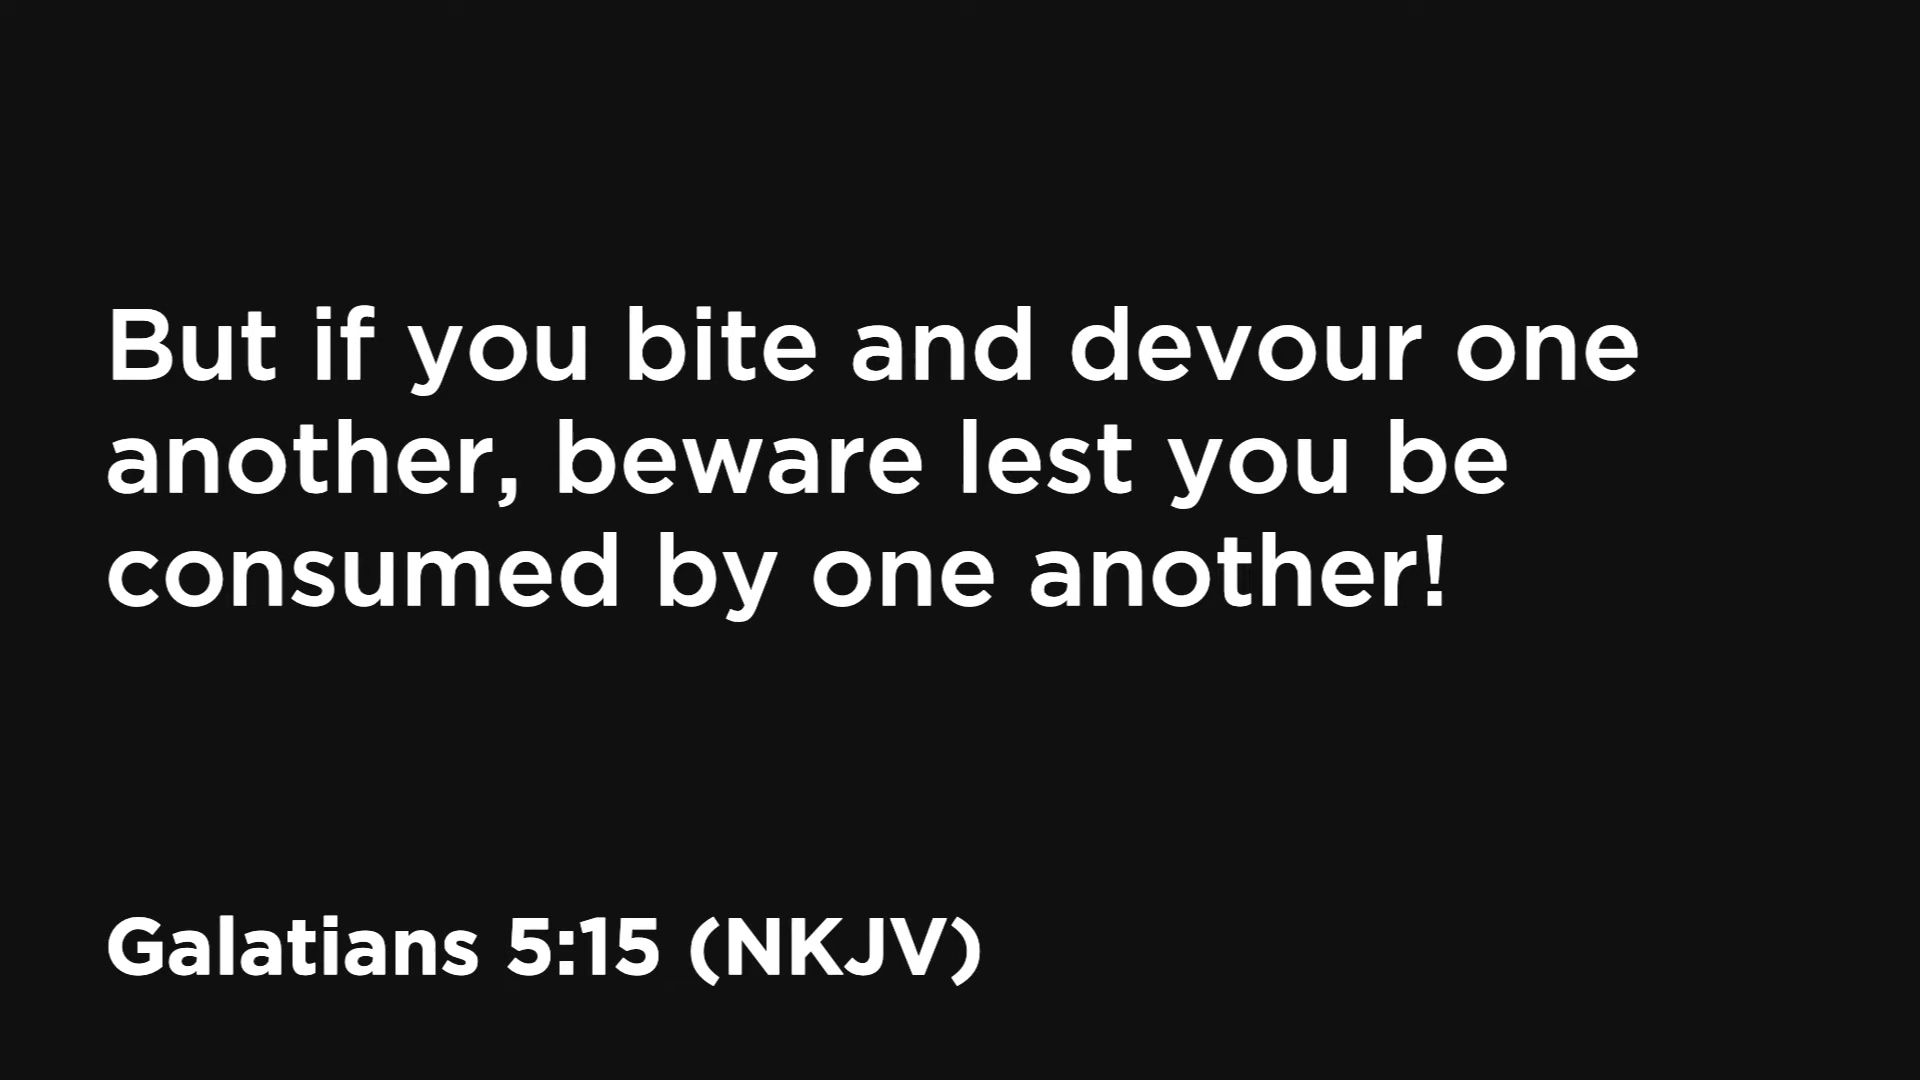 But if you bite and devour one
another, beware lest you be
consumed by one another!
Galatians 5:15 (NKJV)